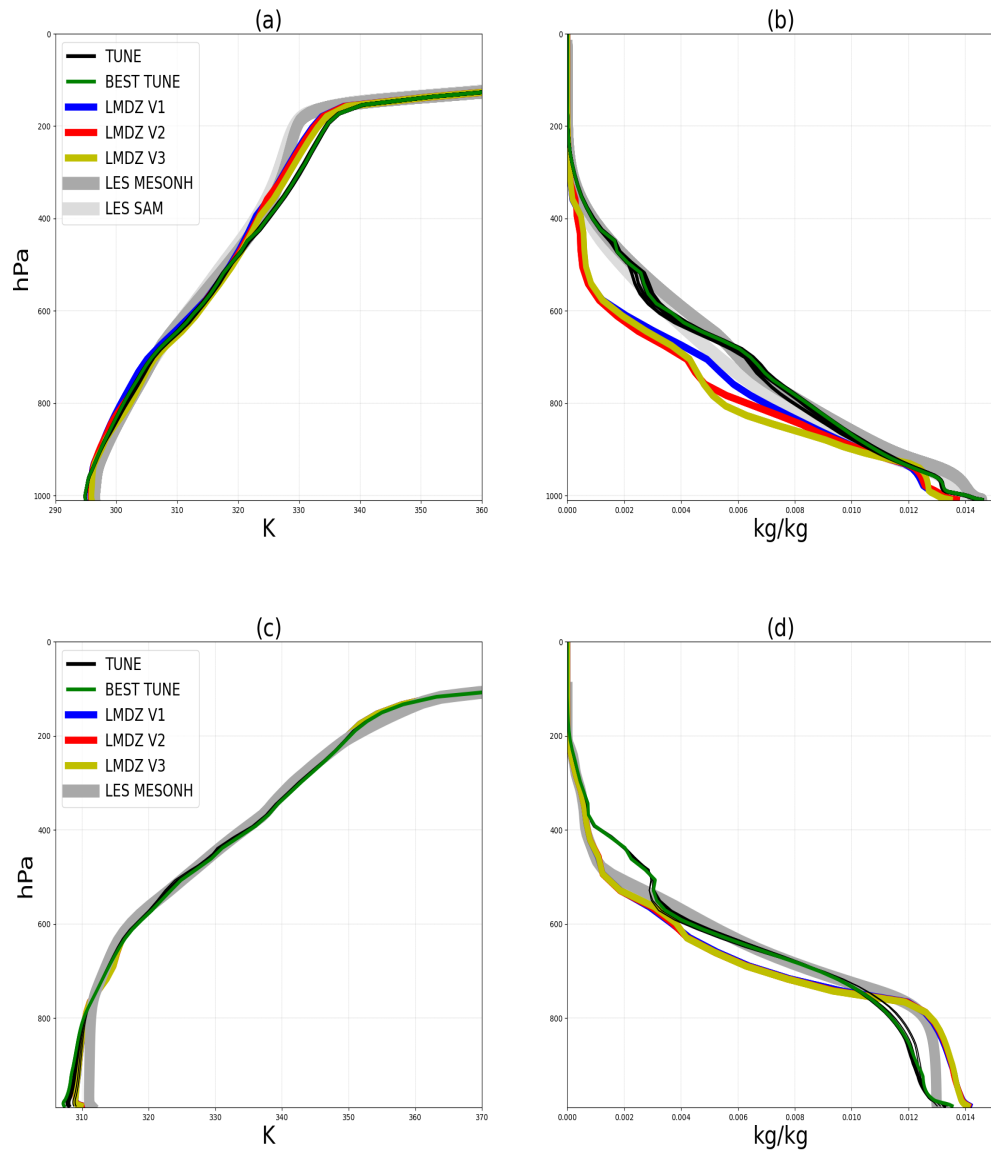 (a)
(b)
0
200
400
600
800
1000
hPa
TUNE
BEST TUNE
LMDZ V1
LMDZ V2
LMDZ V3
LES MESONH
LES SAM
290 300 310 320 330 340 350 360
K
0
200
400
600
800
1000
0.000 0.002 0.004 0.006 0.008 0.010 0.012 0.014
kg/kg
(c)
(d)
0
200
400
600
800
hPa
TUNE
BEST TUNE
LMDZ V1
LMDZ V2
LMDZ V3
LES MESONH
310 320 330 340 350 360 370
K
0
200
400
600
800
0.000 0.002 0.004 0.006 0.008 0.010 0.012 0.014
kg/kg